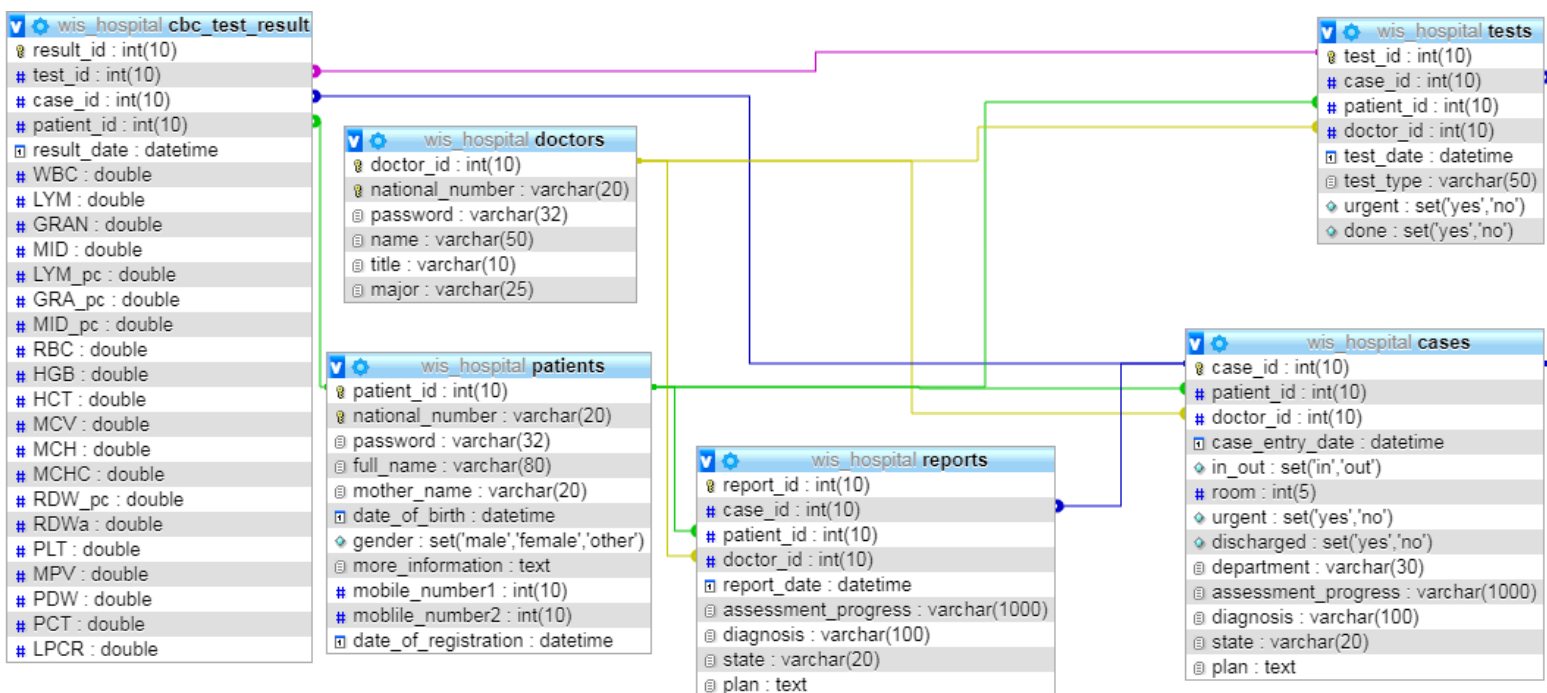 wis_hospital cbc_test_result
result_id : int(10)
# test_id : int(10)
# case_id : int(10)
# patient_id : int(10)
result_date : datetime
# WBC : double
# LYM : double
# GRAN : double
# MID : double
# LYM_pc : double
# GRA_pc : double
# MID_pc : double
# RBC : double
# HGB : double
# HCT : double
# MCV : double
# MCH : double
# MCHC : double
# RDW_pc : double
# RDWa : double
# PLT : double
# MPV : double
# PDW : double
# PCT : double
# LPCR : double
wis_hospital doctors
doctor_id : int(10)
national_number : varchar(20)
password : varchar(32)
name : varchar(50)
title : varchar(10)
major : varchar(25)
wis_hospital patients
patient_id : int(10)
national_number : varchar(20)
password : varchar(32)
full_name : varchar(80)
mother_name : varchar(20)
date_of_birth : datetime
gender : set('male','female','other')
more_information : text
# mobile_number1 : int(10)
# moblile_number2 : int(10)
date_of_registration : datetime
wis_hospital reports
report_id : int(10)
# case_id : int(10)
# patient_id : int(10)
# doctor_id : int(10)
report_date : datetime
assessment_progress : varchar(1000)
diagnosis : varchar(100)
state : varchar(20)
plan : text
wis_hospital tests
test_id : int(10)
# case_id : int(10)
# patient_id : int(10)
# doctor_id : int(10)
test_date : datetime
test_type : varchar(50)
urgent : set('yes','no')
done : set('yes','no')
wis_hospital cases
case_id : int(10)
# patient_id : int(10)
# doctor_id : int(10)
case_entry_date : datetime
in_out : set('in','out')
# room : int(5)
urgent : set('yes','no')
discharged : set('yes','no')
department : varchar(30)
assessment_progress : varchar(1000)
diagnosis : varchar(100)
state : varchar(20)
plan : text